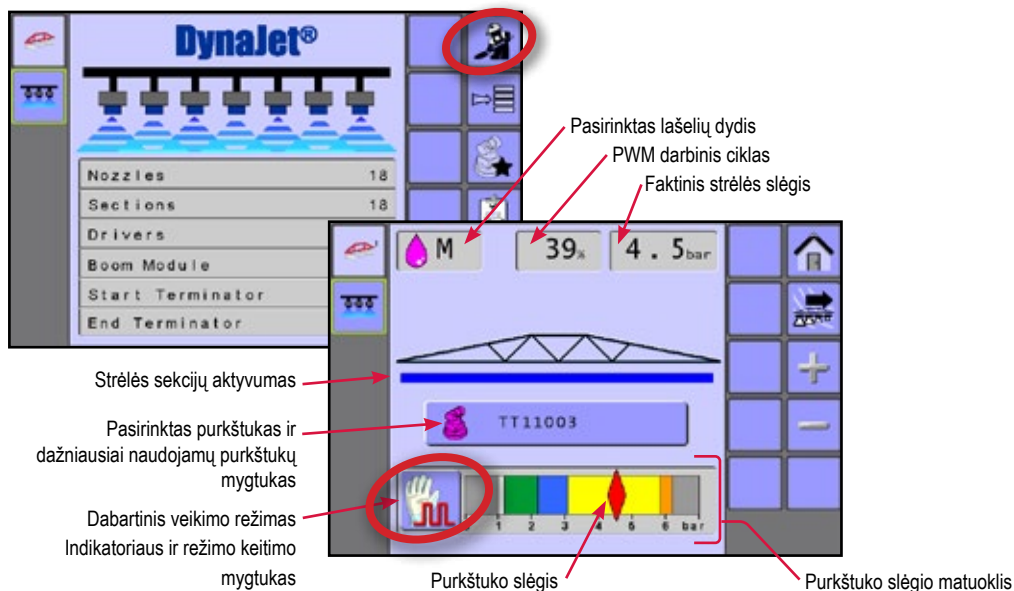 DynaJet®
Nozzles 18
Sections 18
Drivers
Boom Module
Start Terminator
End Terminator
Pasirinktas lašelių dydis
PWM darbinis ciklas
Faktinis strėlės slėgis
M
39%
4.5bar
Strėlės sekcijų aktyvumas
Pasirinktas purkštukas ir
dažniausiai naudojamų purkštukų
mygtukas
TT11003
Dabartinis veikimo režimas
Indikatoriaus ir režimo keitimo
mygtukas
0 1 2 3 4 5 6 bar
Purkštuko slėgis
Purkštuko slėgio matuoklis